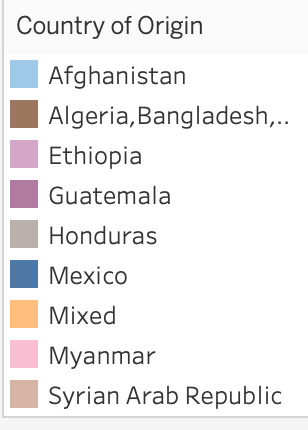 Country of Origin
Afghanistan
Algeria,Bangladesh,..
Ethiopia
Guatemala
Honduras
Mexico
Mixed
Myanmar
Syrian Arab Republic